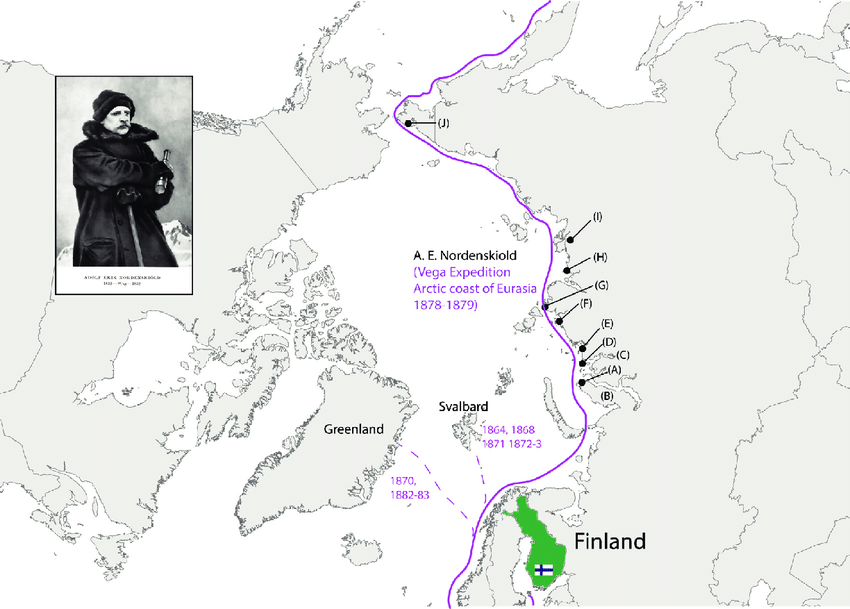 (J)
(I)
A. E. Nordenskiold
(Vega Expedition
Arctic coast of Eurasia
1878-1879)
(H)
(G)
(F)
(E)
(D)
(C)
(A)
(B)
Svalbard
Greenland
1864, 1868
1871 1872-3
1870,
1882-83
Finland